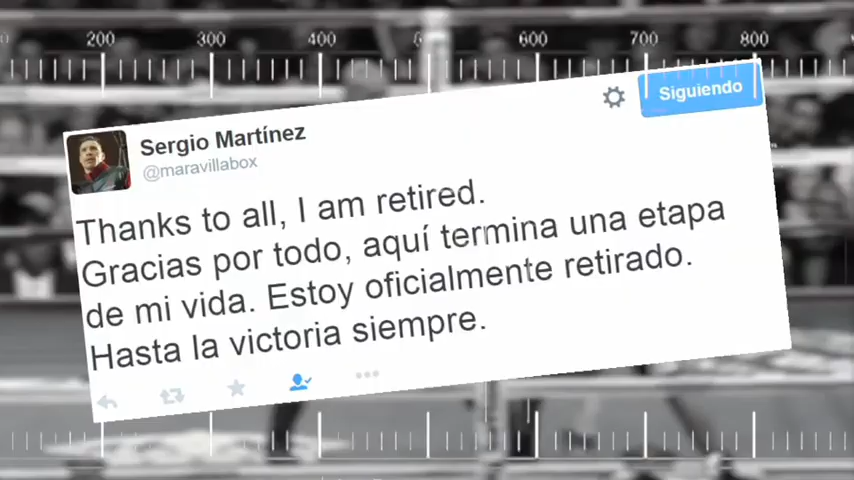 200 300 400 600 700 800
Siguiendo
Sergio Martínez
@maravillabox
Thanks to all, I am retired.
Gracias por todo, aquí termina una etapa
de mi vida. Estoy oficialmente retirado.
Hasta la victoria siempre.